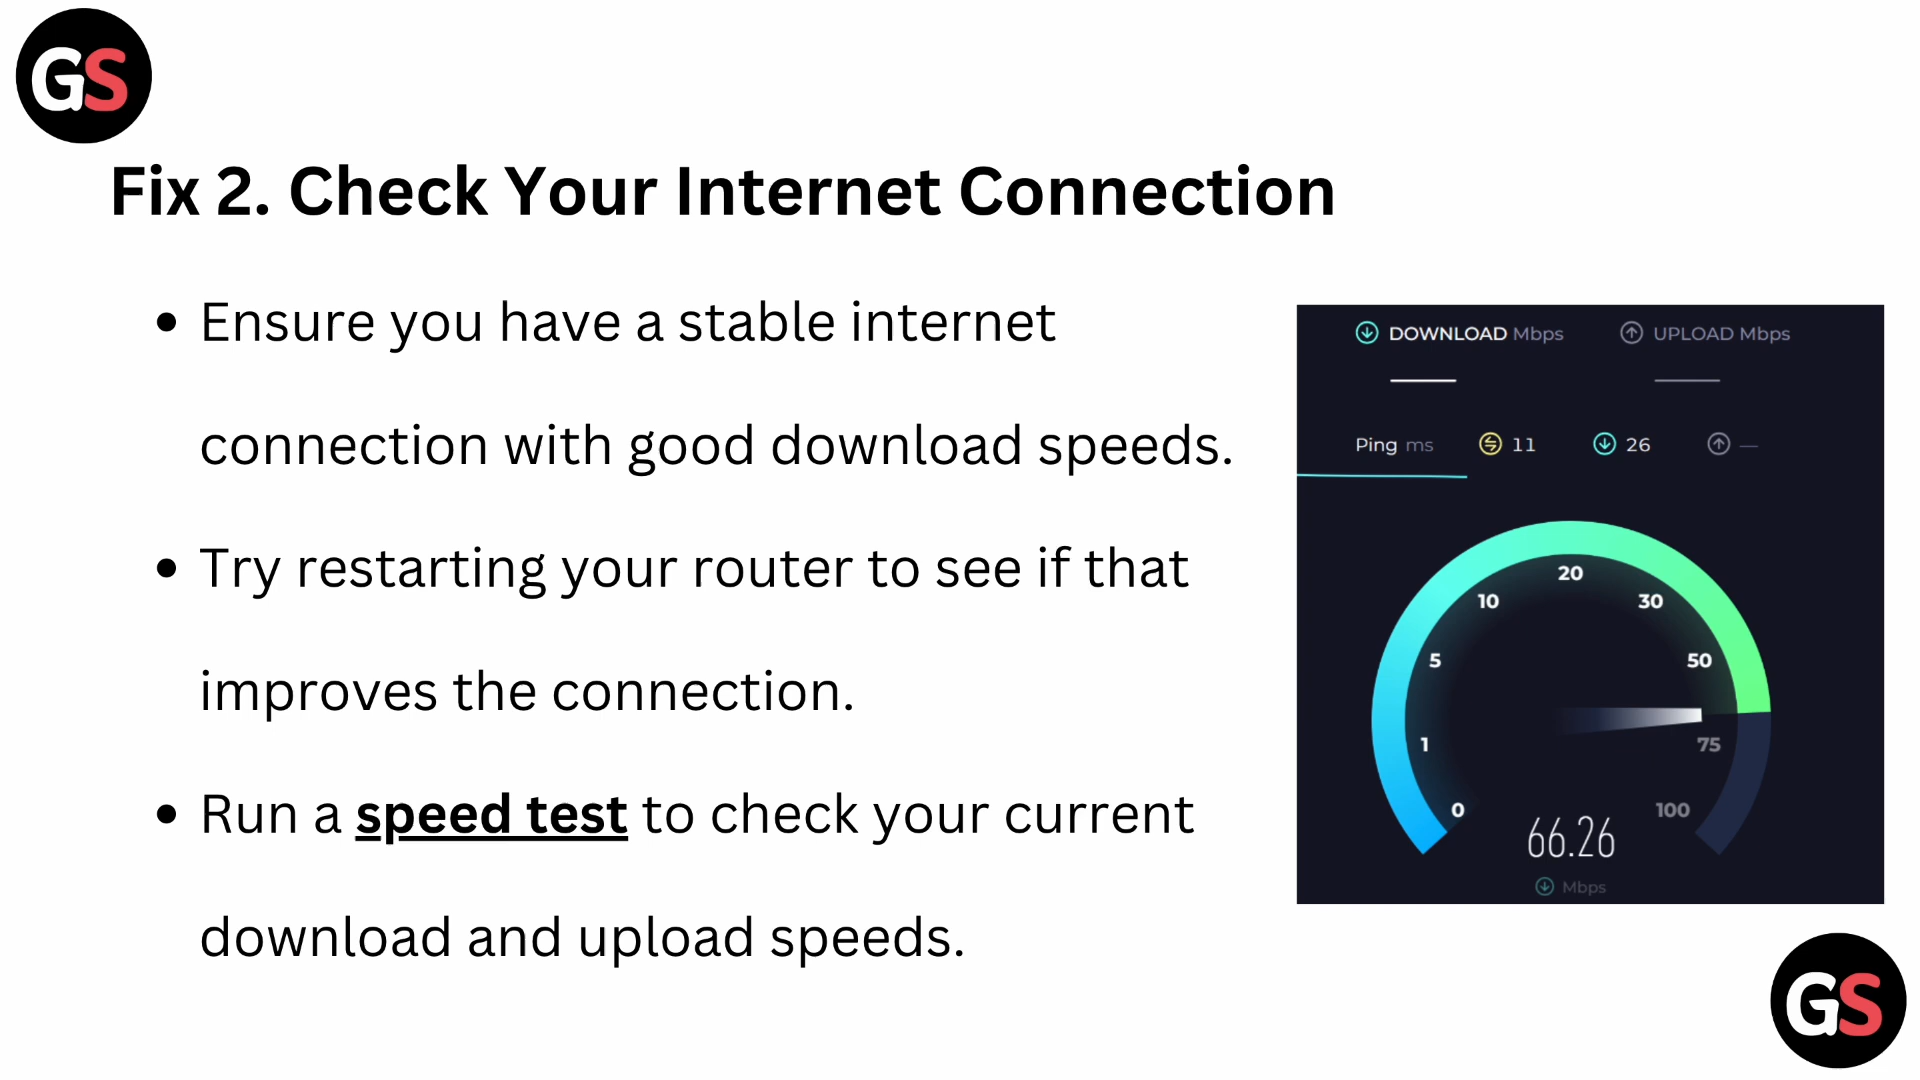 GS
Fix 2. Check Your Internet Connection
• Ensure you have a stable internet
connection with good download speeds.
• Try restarting your router to see if that
improves the connection.
• Run a speed test to check your current
download and upload speeds.
DOWNLOAD Mbps UPLOAD Mbps
Ping ms 11 26 —
20
10 30
5 50
1 75
0 100
66.26
Mbps
GS